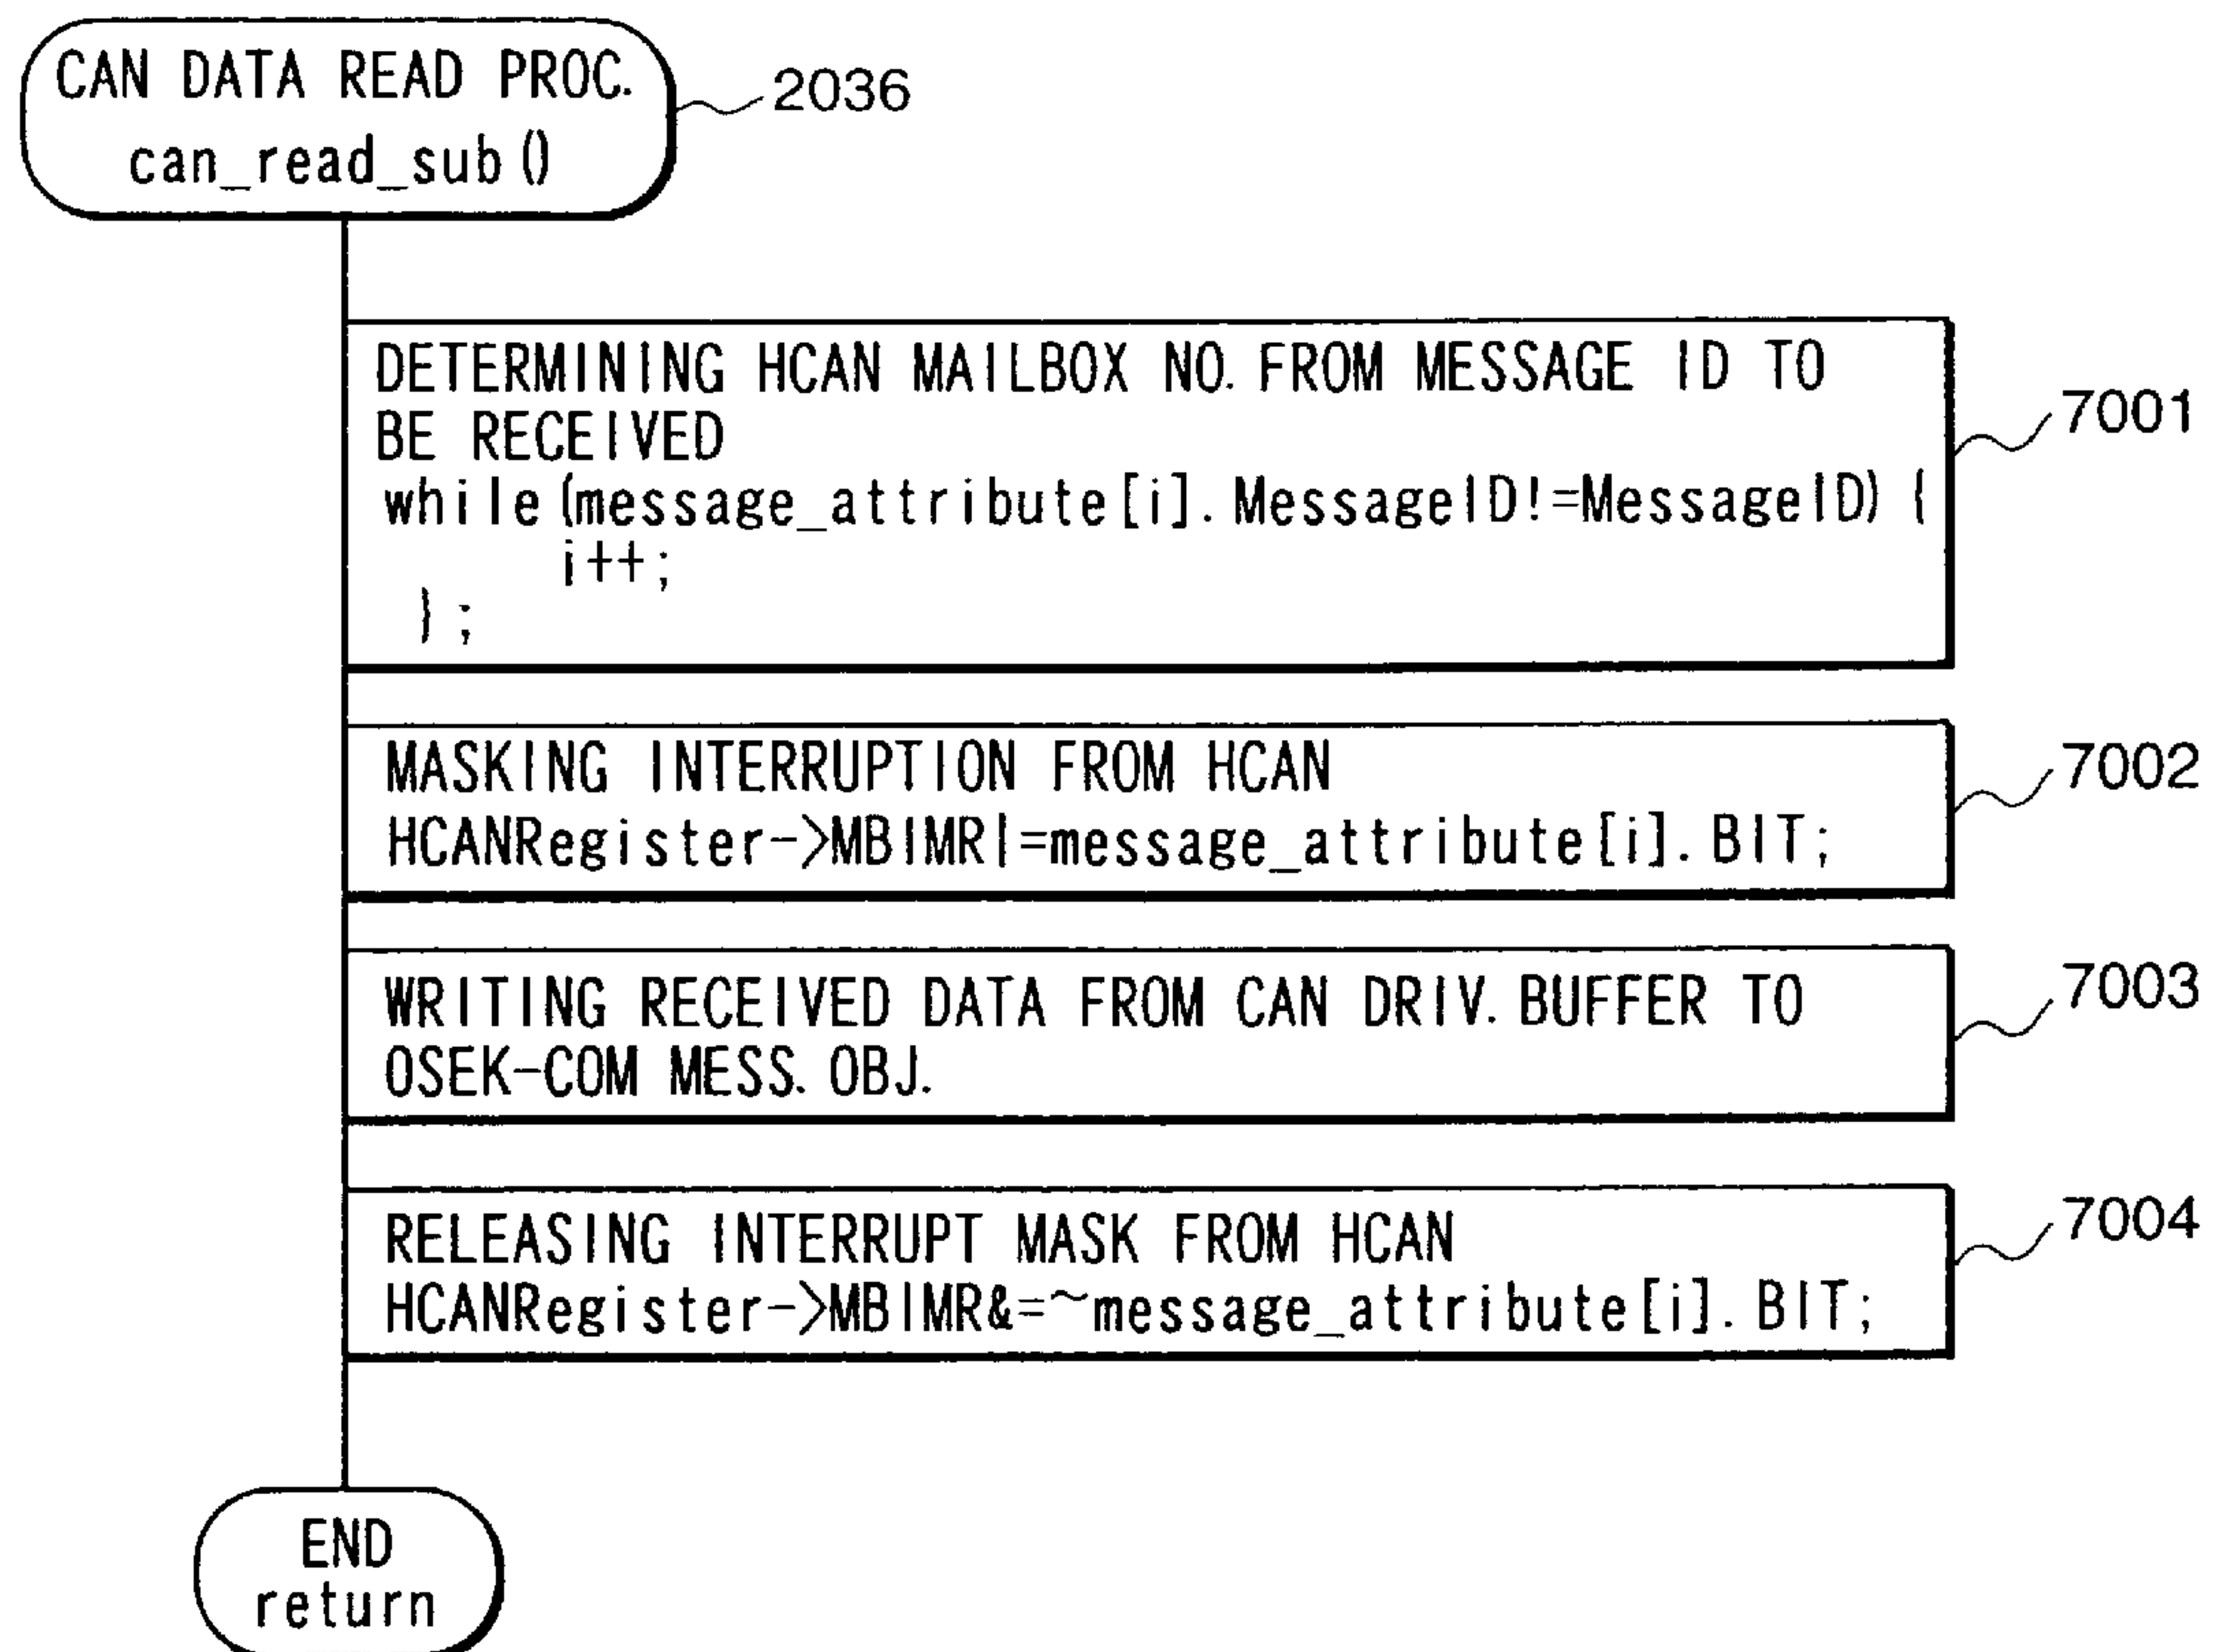 CAN DATA READ PROC.
can_read_sub()
2036
DETERMINING HCAN MAILBOX NO. FROM MESSAGE ID TO
BE RECEIVED
while(message_attribute[i].MessageID!=MessageID) {
i++;
};
7001
MASKING INTERRUPTION FROM HCAN
HCANRegister->MBIMR|=message_attribute[i].BIT;
7002
WRITING RECEIVED DATA FROM CAN DRIV. BUFFER TO
OSEK-COM MESS. OBJ.
7003
RELEASING INTERRUPT MASK FROM HCAN
HCANRegister->MBIMR&=~message_attribute[i].BIT;
7004
END
return